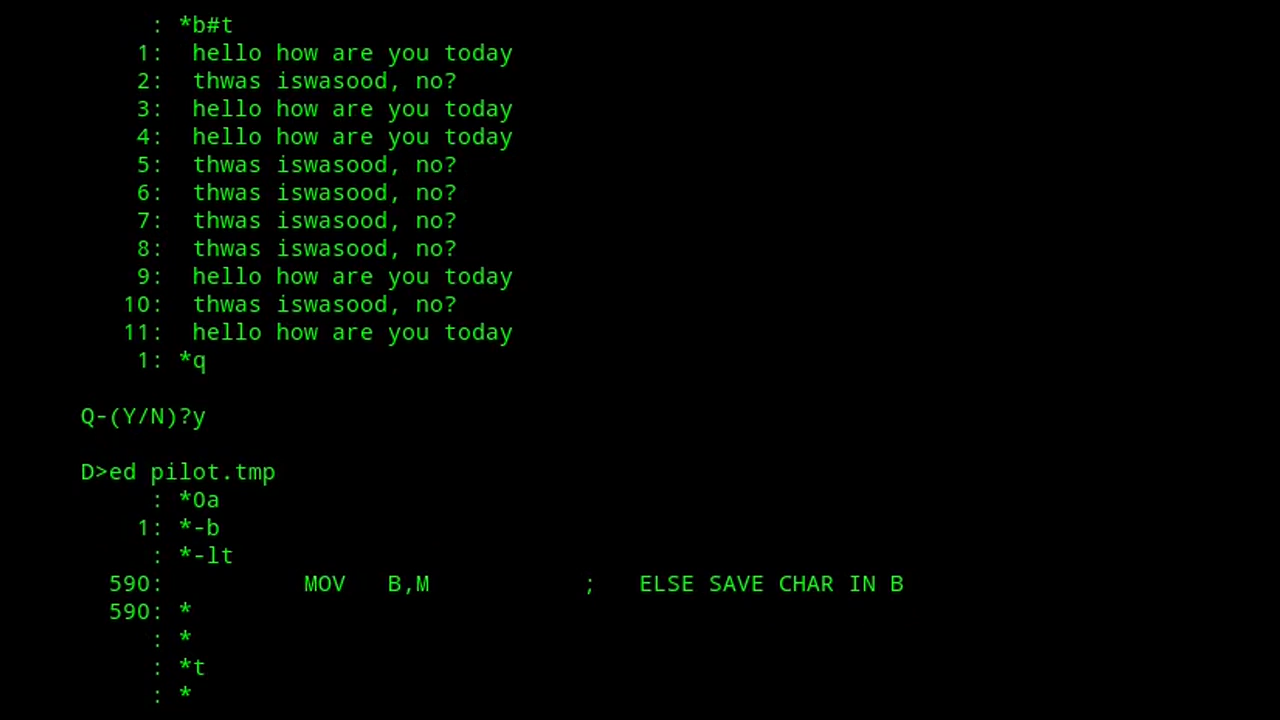 : *b#t
1:  hello how are you today
2:  thwas iswasood, no?
3:  hello how are you today
4:  hello how are you today
5:  thwas iswasood, no?
6:  thwas iswasood, no?
7:  thwas iswasood, no?
8:  thwas iswasood, no?
9:  hello how are you today
10:  thwas iswasood, no?
11:  hello how are you today
1: *q
Q-(Y/N)?y
D>ed pilot.tmp
: *0a
1: *-b
: *-lt
590:          MOV   B,M           ;   ELSE SAVE CHAR IN B
590: *
: *
: *t
: *